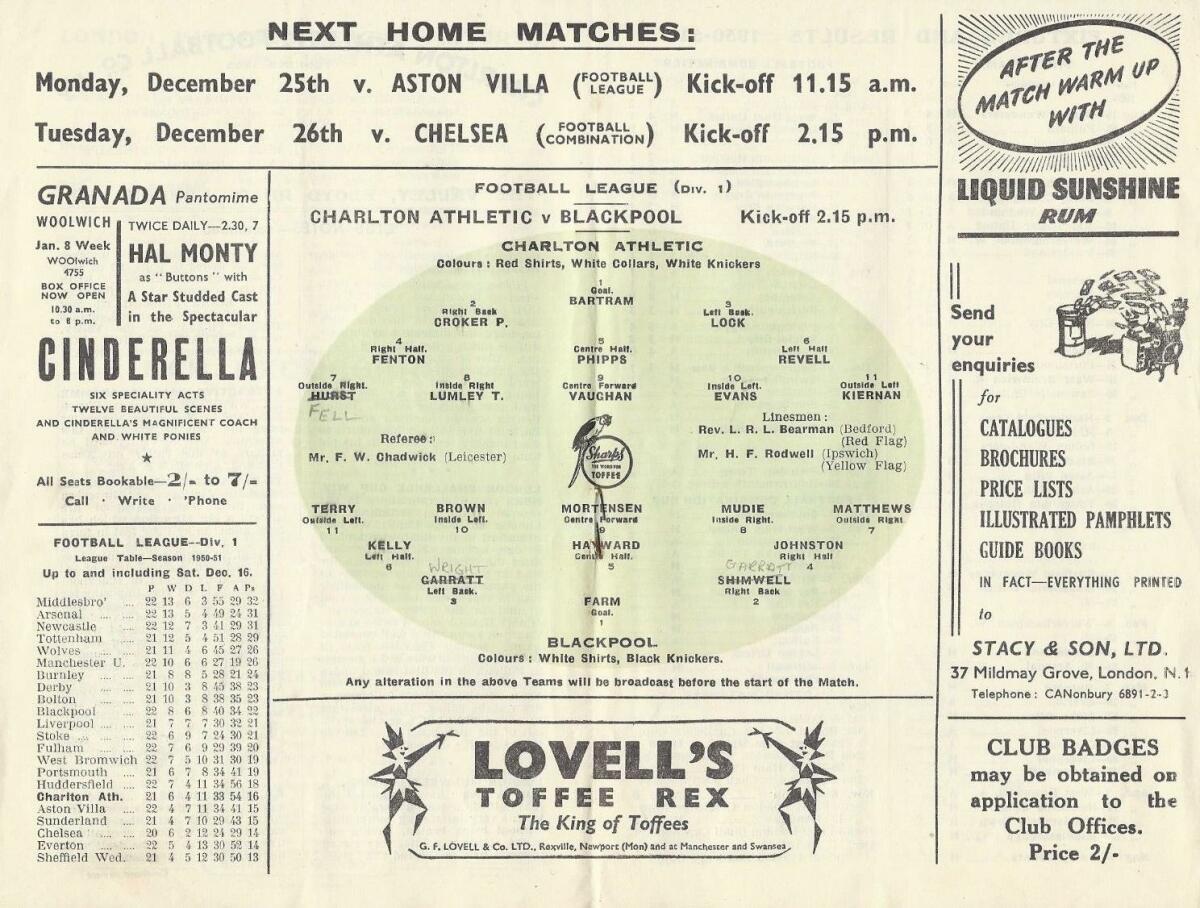 NEXT HOME MATCHES:
Monday, December 25th v. ASTON VILLA (FOOTBALL LEAGUE) Kick-off 11.15 a.m.
Tuesday, December 26th v. CHELSEA (FOOTBALL COMBINATION) Kick-off 2.15 p.m.
GRANADA Pantomime
WOOLWICH
Jan. 8 Week
WOOlwich
4755
BOX OFFICE
NOW OPEN
10.30 a.m.
to 8 p.m.
TWICE DAILY—2.30, 7
HAL MONTY
as "Buttons" with
A Star Studded Cast
in the Spectacular
CINDERELLA
SIX SPECIALITY ACTS
TWELVE BEAUTIFUL SCENES
AND CINDERELLA'S MAGNIFICENT COACH
AND WHITE PONIES
★
All Seats Bookable—2/- to 7/-
Call · Write · 'Phone
FOOTBALL LEAGUE--Div. 1
League Table—Season 1950-51
Up to and including Sat. Dec. 16.
P W D L F A Ps
Middlesbro' ... 22 13 6 3 55 29 32
Arsenal ... ... 22 13 5 4 49 24 31
Newcastle ... 22 12 7 3 41 29 31
Tottenham ... 21 12 5 4 51 28 29
Wolves ... ... 21 11 4 6 45 27 26
Manchester U. 22 10 6 6 27 19 26
Burnley ... ... 21 8 8 5 28 21 24
Derby ... ... 21 10 3 8 45 38 23
Bolton ... ... 21 10 3 8 38 35 23
Blackpool ... 22 8 6 8 40 34 22
Liverpool ... ... 21 7 7 7 30 32 21
Stoke ... ... 22 6 9 7 24 30 21
Fulham ... ... 22 7 6 9 29 39 20
West Bromwich 22 7 5 10 31 30 19
Portsmouth ... 21 6 7 8 34 41 19
Huddersfield ... 22 7 4 11 34 56 18
Charlton Ath. 21 6 4 11 33 54 16
Aston Villa ... 22 4 7 11 34 41 15
Sunderland ... 21 4 7 10 29 43 15
Chelsea ... ... 20 6 2 12 24 29 14
Everton ... ... 22 5 4 13 30 52 14
Sheffield Wed. 21 4 5 12 30 50 13
FOOTBALL LEAGUE (DIV. 1)
CHARLTON ATHLETIC v BLACKPOOL Kick-off 2.15 p.m.
CHARLTON ATHLETIC
Colours : Red Shirts, White Collars, White Knickers
1
Goal.
BARTRAM
2 3
Right Back Left Back.
CROKER P. LOCK
4 5 6
Right Half. Centre Half. Left Half
FENTON PHIPPS REVELL
7 8 9 10 11
Outside Right. Inside Right Centre Forward Inside Left. Outside Left
HURST LUMLEY T. VAUGHAN EVANS KIERNAN
FELL
Referee :
Mr. F. W. Chadwick (Leicester)
Sharps
THE WORD FOR
TOFFEE
Linesmen :
Rev. L. R. L. Bearman (Bedford)
(Red Flag)
Mr. H. F. Rodwell (Ipswich)
(Yellow Flag)
TERRY BROWN MORTENSEN MUDIE MATTHEWS
Outside Left. Inside Left. Centre Forward Inside Right. Outside Right
11 10 9 8 7
KELLY HAYWARD JOHNSTON
Left Half. Centre Half. Right Half
6 5 4
WRIGHT GARRATT
GARRATT SHIMWELL
Left Back. Right Back
3 2
FARM
Goal.
1
BLACKPOOL
Colours : White Shirts, Black Knickers.
Any alteration in the above Teams will be broadcast before the start of the Match.
LOVELL'S
TOFFEE REX
The King of Toffees
G. F. LOVELL & Co. LTD., Rexville, Newport (Mon) and at Manchester and Swansea
AFTER THE
MATCH WARM UP
WITH
LIQUID SUNSHINE
RUM
Send
your
enquiries
for
CATALOGUES
BROCHURES
PRICE LISTS
ILLUSTRATED PAMPHLETS
GUIDE BOOKS
IN FACT—EVERYTHING PRINTED
to
STACY & SON, LTD.
37 Mildmay Grove, London, N.1
Telephone : CANonbury 6891-2-3
CLUB BADGES
may be obtained on
application to the
Club Offices.
Price 2/-